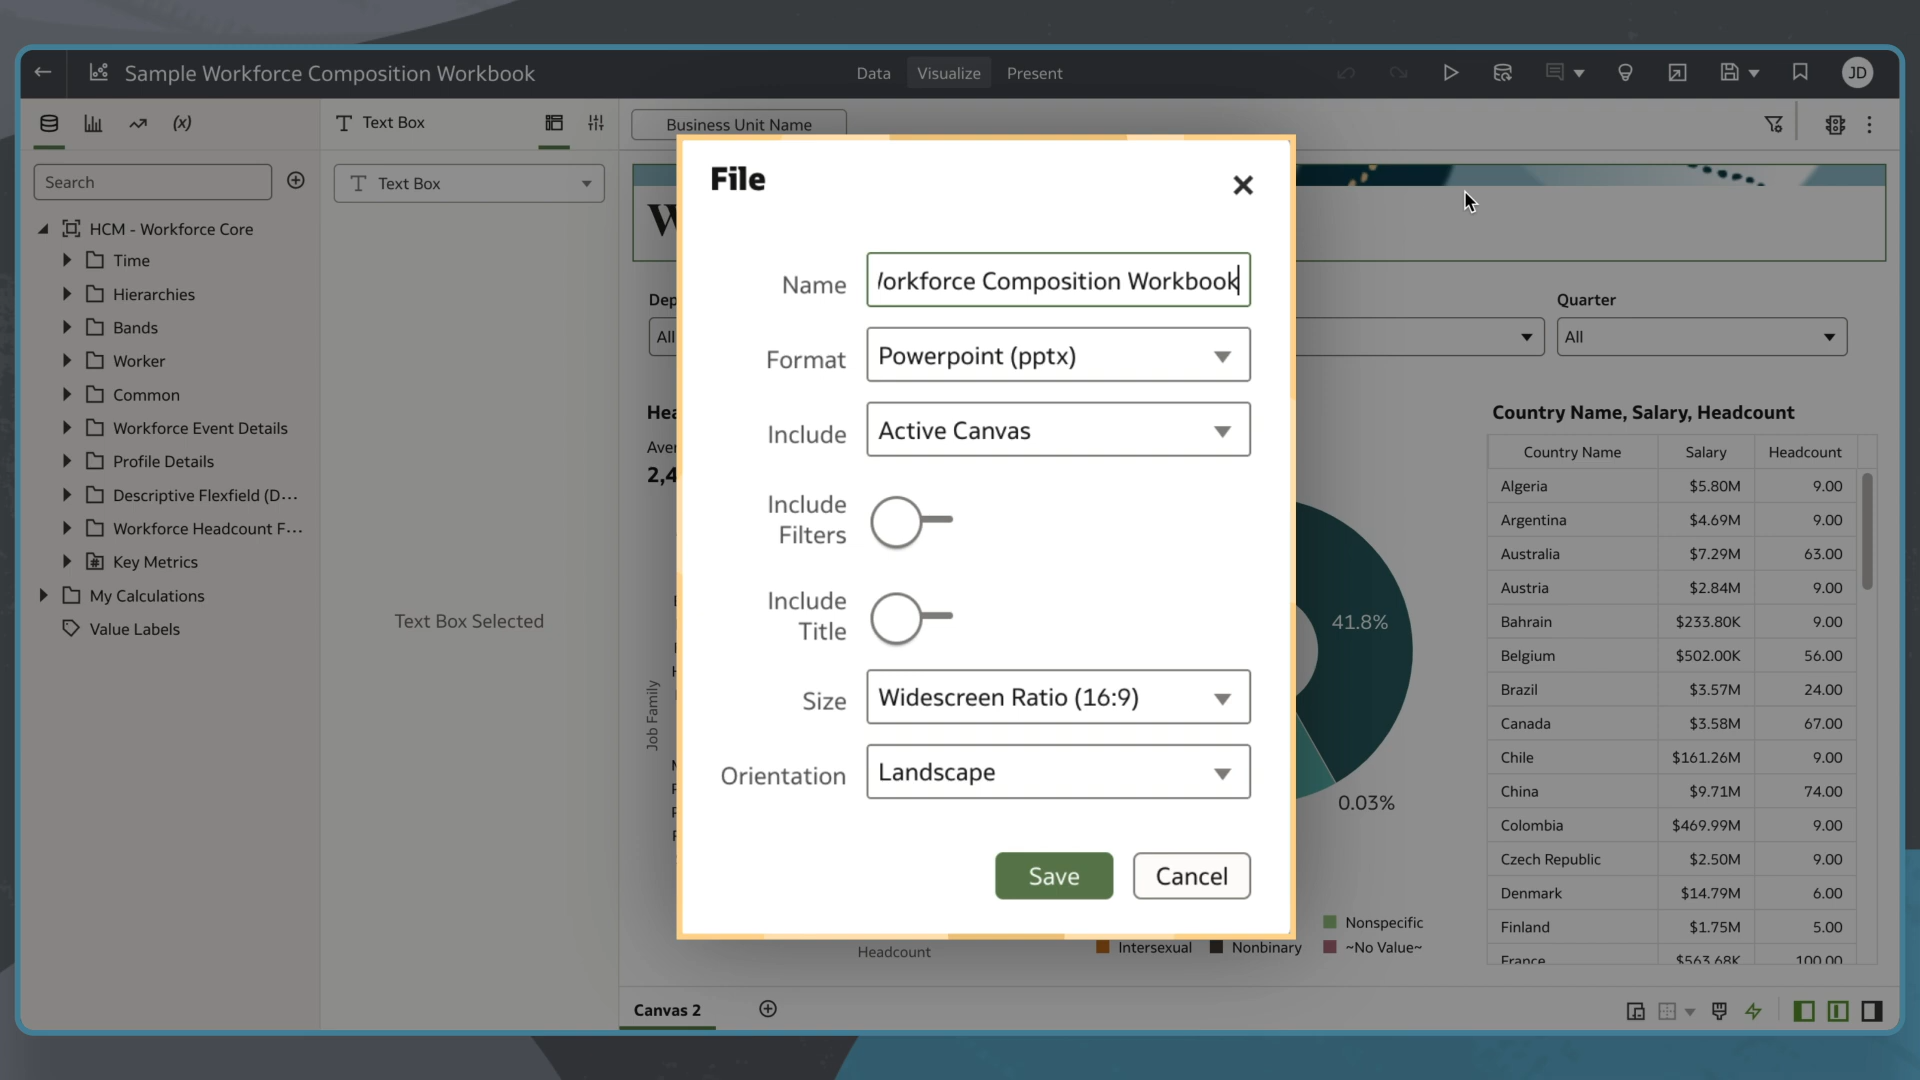 Sample Workforce Composition Workbook
Data
Visualize
Present
JD
Text Box
Business Unit Name
Search
Text Box
HCM - Workforce Core
Time
Hierarchies
Bands
Worker
Common
Workforce Event Details
Profile Details
Descriptive Flexfield (D...
Workforce Headcount F...
Key Metrics
My Calculations
Value Labels
Text Box Selected
File
Name
Workforce Composition Workbook
Format
Powerpoint (pptx)
Include
Active Canvas
Include
Filters
Include
Title
Size
Widescreen Ratio (16:9)
Orientation
Landscape
Save
Cancel
All
2,4
Job Family
Quarter
All
41.8%
0.03%
Headcount
Intersexual
Nonbinary
Nonspecific
~No Value~
Country Name, Salary, Headcount
Country Name Salary Headcount
Algeria $5.80M 9.00
Argentina $4.69M 9.00
Australia $7.29M 63.00
Austria $2.84M 9.00
Bahrain $233.80K 9.00
Belgium $502.00K 56.00
Brazil $3.57M 24.00
Canada $3.58M 67.00
Chile $161.26M 9.00
China $9.71M 74.00
Colombia $469.99M 9.00
Czech Republic $2.50M 9.00
Denmark $14.79M 6.00
Finland $1.75M 5.00
France $563.68K 100.00
Canvas 2